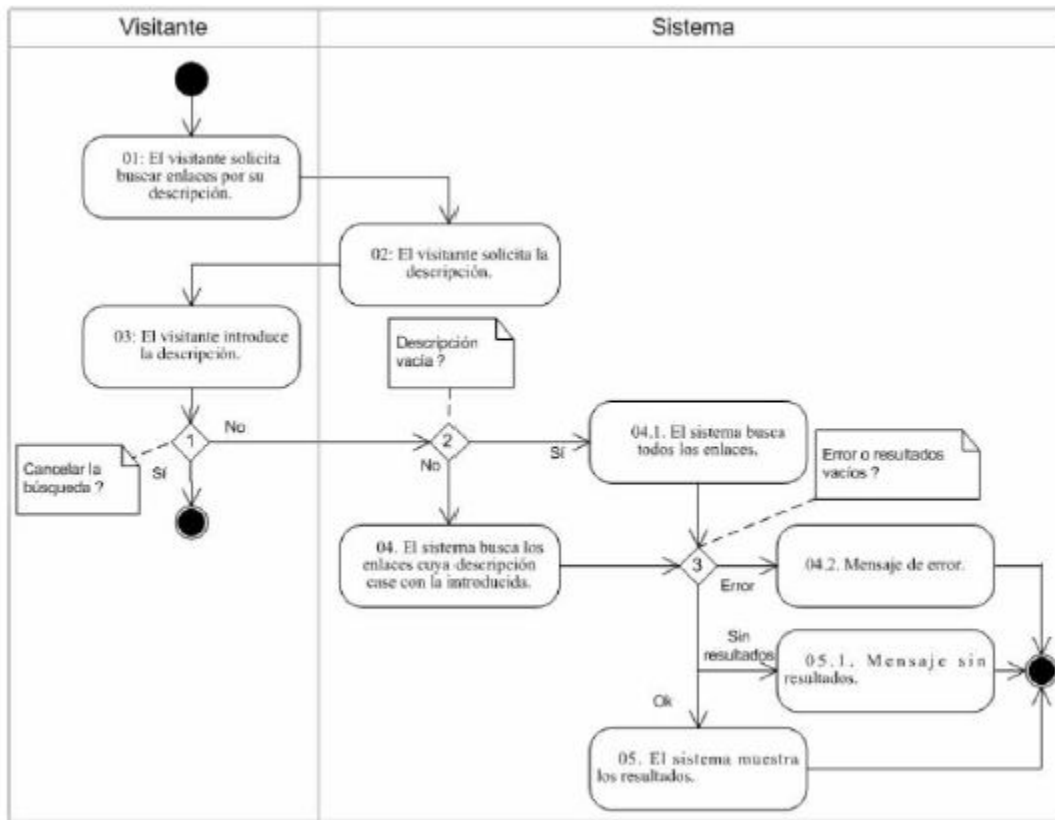 Visitante
Sistema
01: El visitante solicita
buscar enlaces por su
descripción.
02: El visitante solicita la
descripción.
03: El visitante introduce
la descripción.
Descripción
vacía ?
1
No
2
No
Sí
Cancelar la
búsqueda ?
Sí
04.1. El sistema busca
todos los enlaces.
Error o resultados
vacíos ?
04. El sistema busca los
enlaces cuya descripción
case con la introducida.
3
Error
04.2. Mensaje de error.
Sin
resultados
05.1. Mensaje sin
resultados.
Ok
05. El sistema muestra
los resultados.